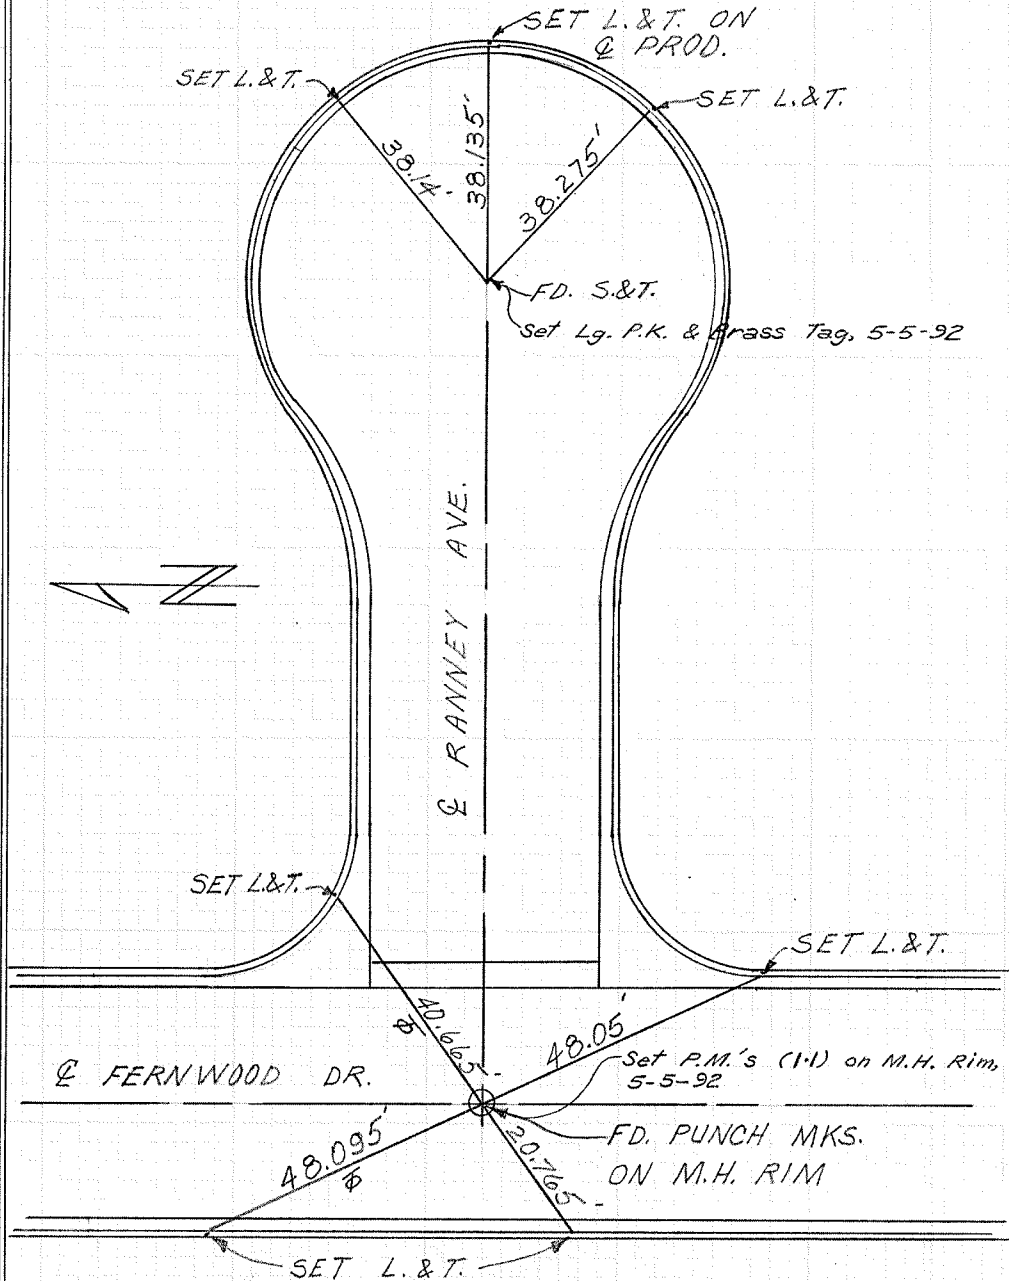 SET L.&T. ON
℄ PROD.
SET L.&T.
SET L.&T.
38.14'
38.135'
38.275'
FD. S.&T.
Set Lg. P.K. & Brass Tag, 5-5-92
℄ RANNEY AVE.
N
SET L.&T.
SET L.&T.
40.665'
48.05'
Set P.M.'s (1·1) on M.H. Rim,
5-5-92
℄ FERNWOOD DR.
48.095'
20.765'
FD. PUNCH MKS.
ON M.H. RIM
SET L.&T.